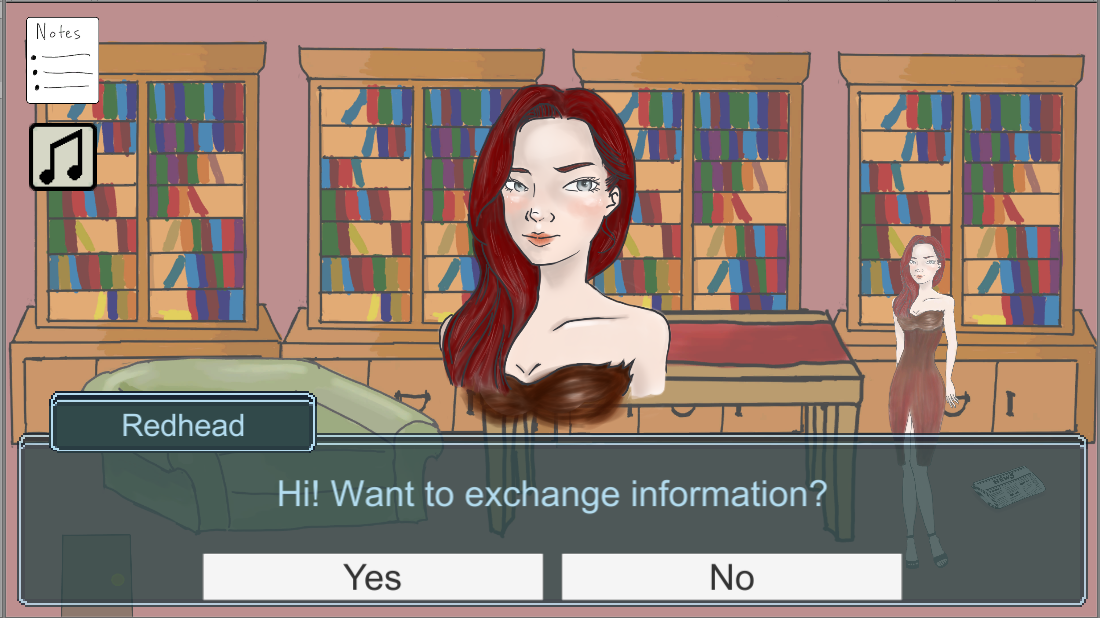 Notes
Redhead
Hi! Want to exchange information?
Yes
No